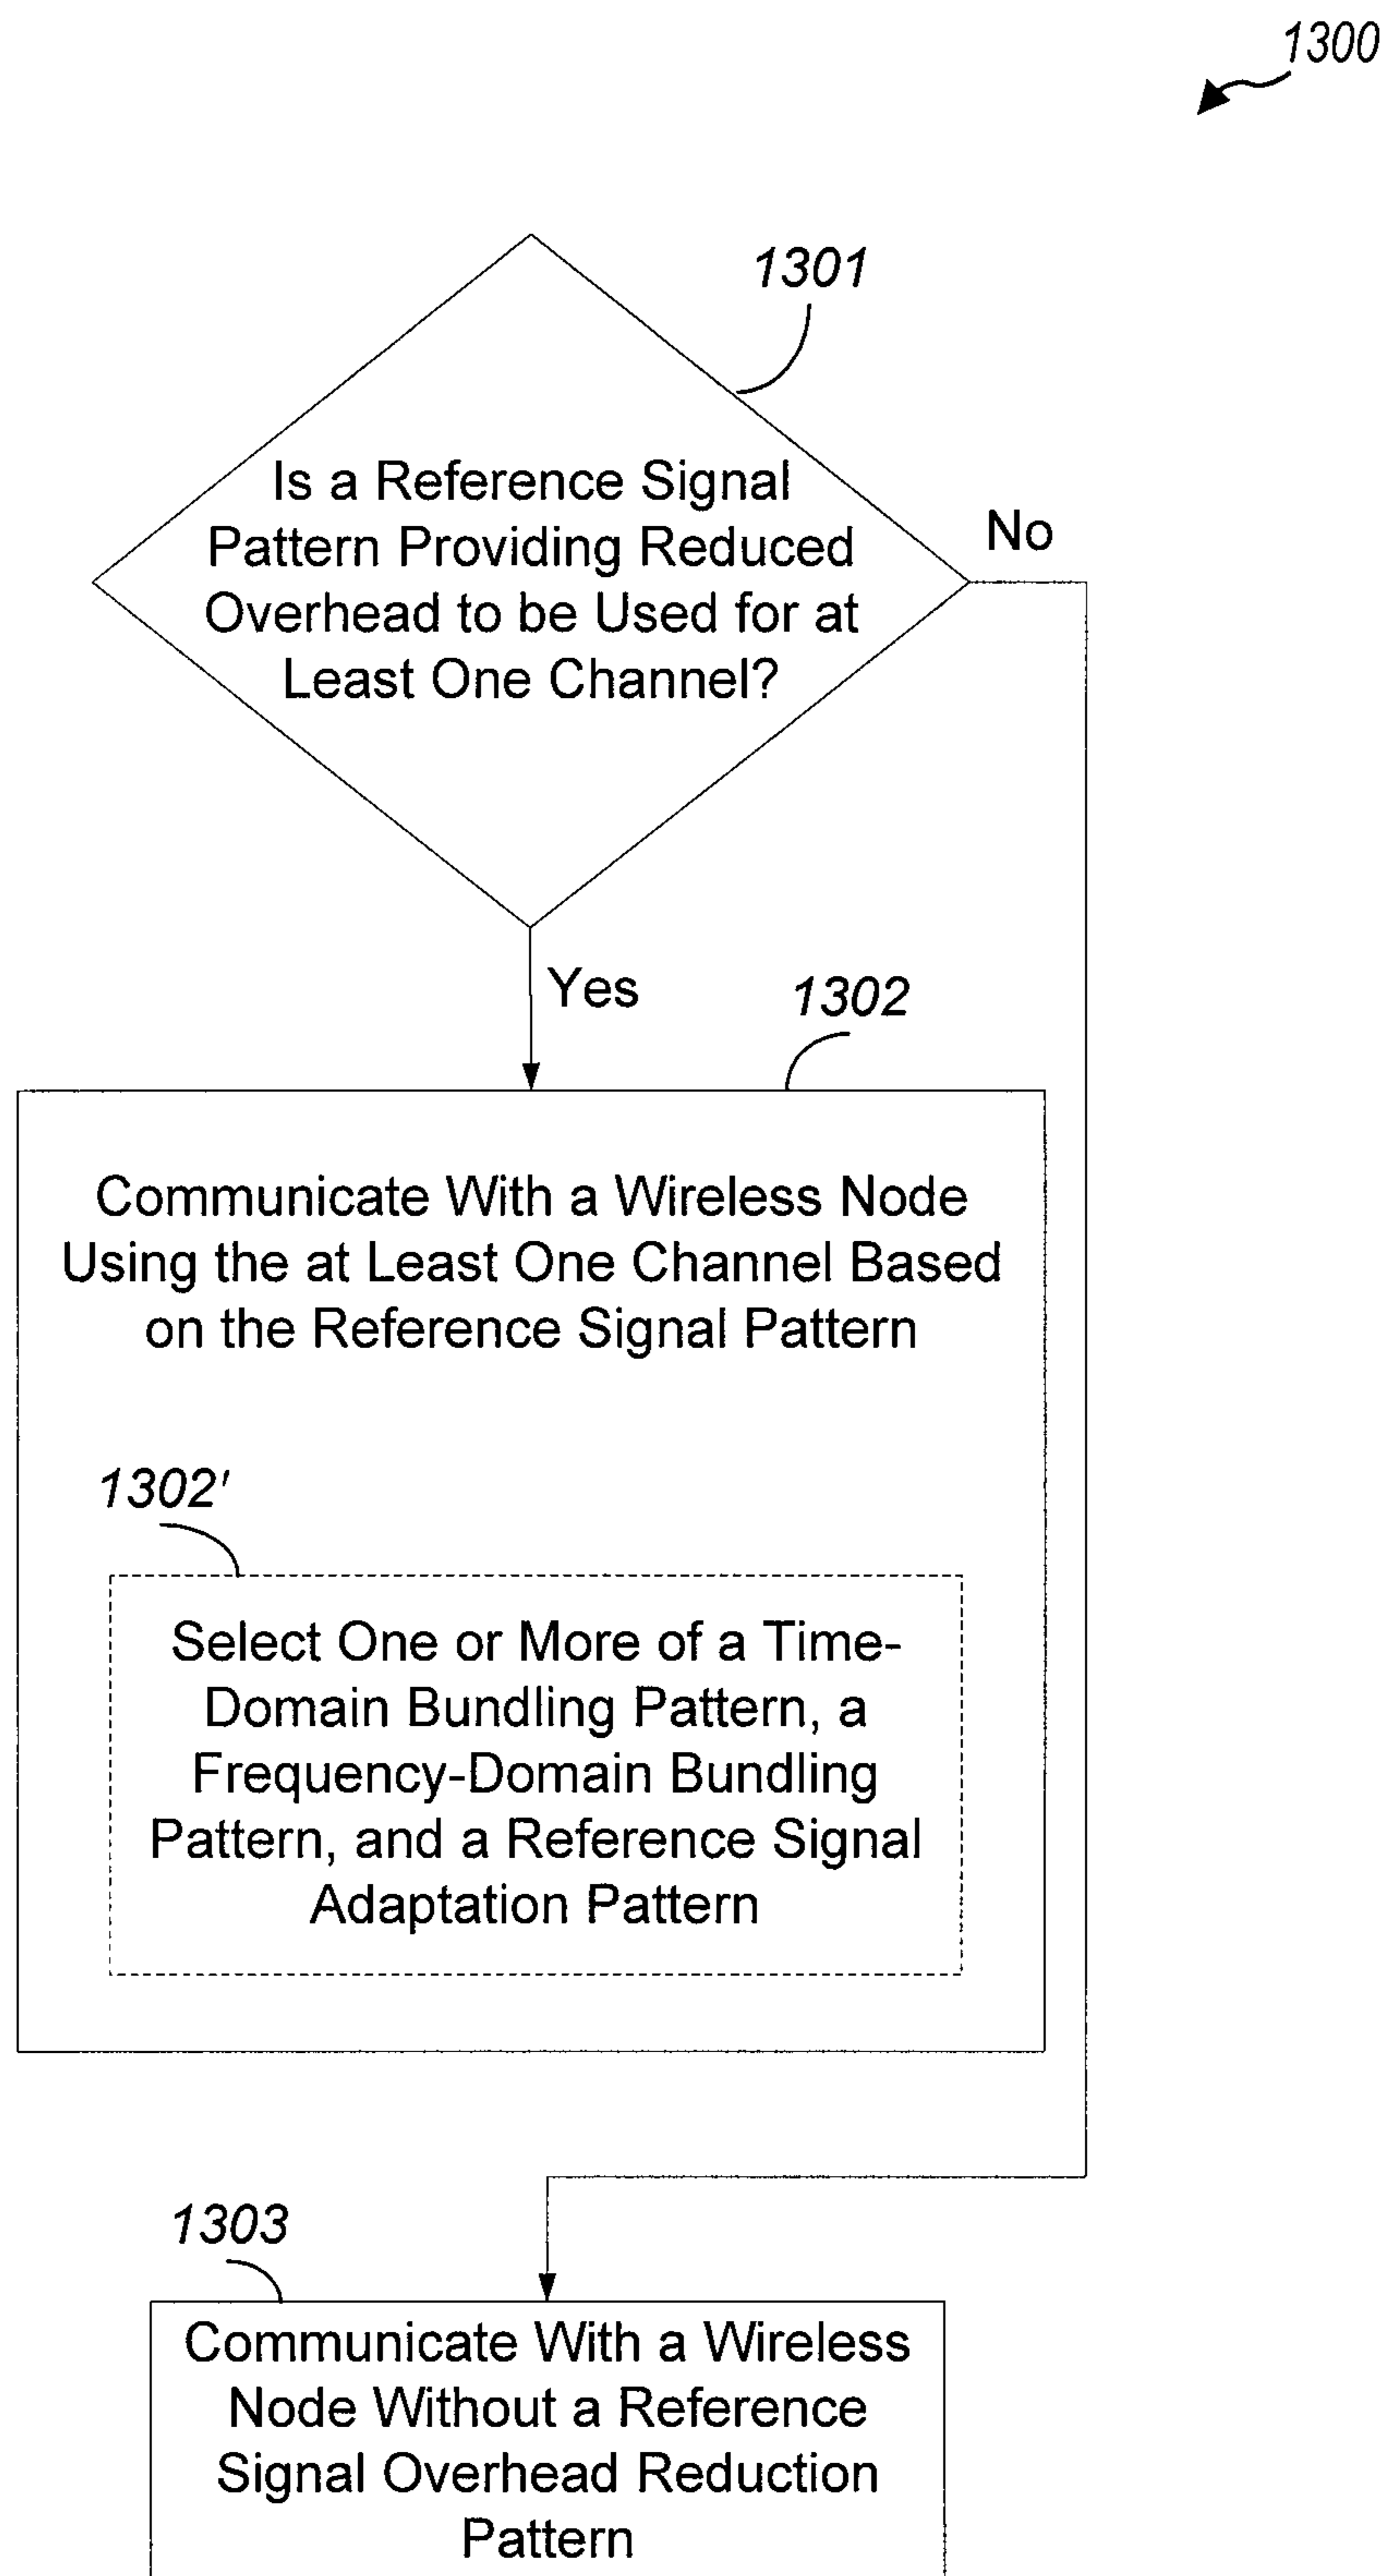 1300
1301
Is a Reference Signal
Pattern Providing Reduced
Overhead to be Used for at
Least One Channel?
No
Yes
1302
Communicate With a Wireless Node
Using the at Least One Channel Based
on the Reference Signal Pattern
1302'
Select One or More of a Time-
Domain Bundling Pattern, a
Frequency-Domain Bundling
Pattern, and a Reference Signal
Adaptation Pattern
1303
Communicate With a Wireless
Node Without a Reference
Signal Overhead Reduction
Pattern